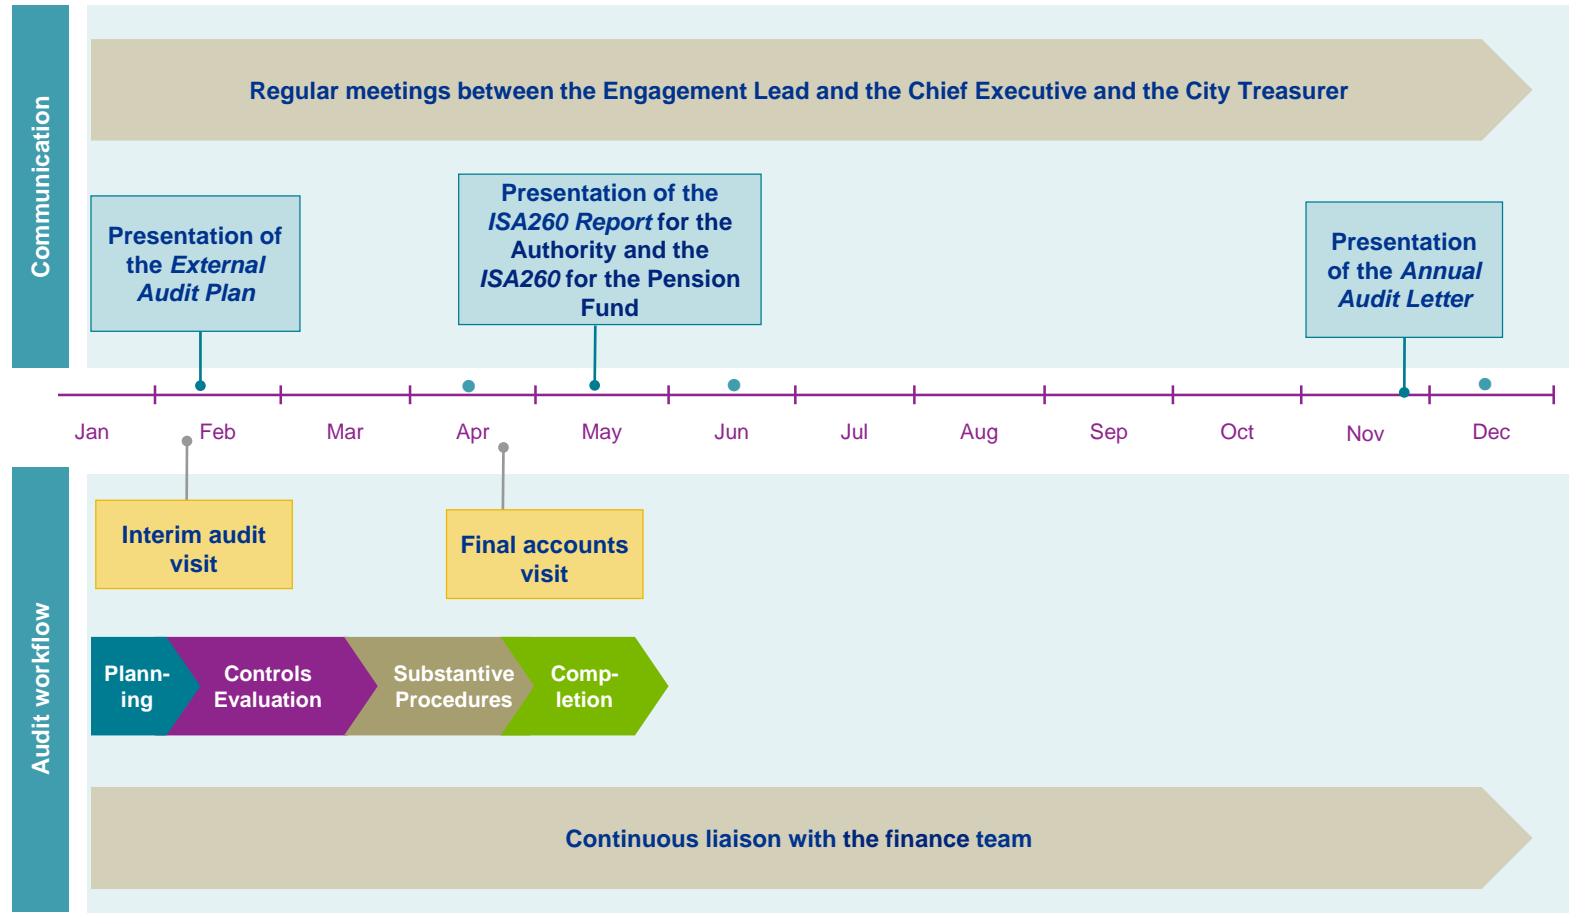 Communication
Regular meetings between the Engagement Lead and the Chief Executive and the City Treasurer
Presentation of
the External
Audit Plan
Presentation of the
ISA260 Report for the
Authority and the
ISA260 for the Pension
Fund
Presentation
of the Annual
Audit Letter
Jan Feb Mar Apr May Jun Jul Aug Sep Oct Nov Dec
Audit workflow
Interim audit
visit
Final accounts
visit
Plann-
ing
Controls
Evaluation
Substantive
Procedures
Comp-
letion
Continuous liaison with the finance team